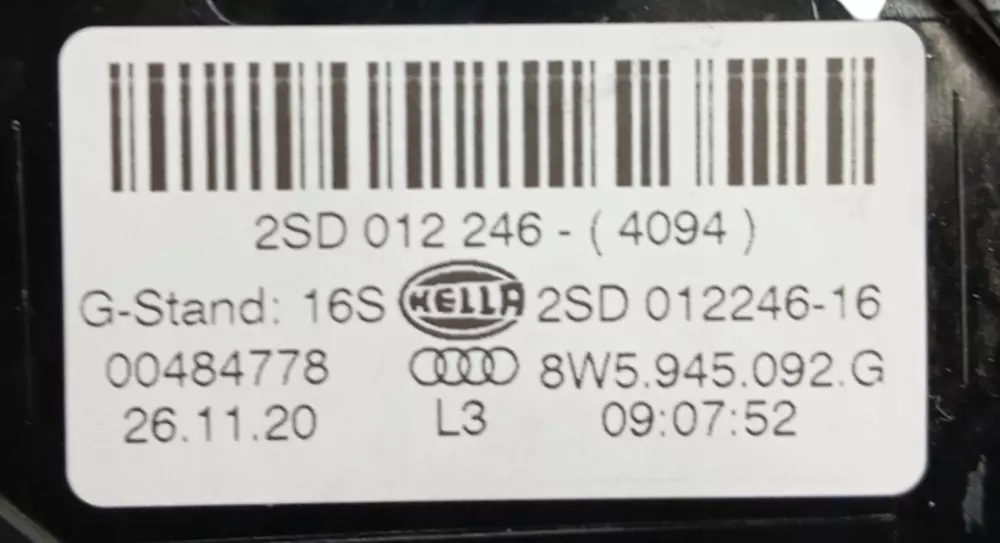 2SD 012 246 - ( 4094 )
G-Stand: 16S HELLA 2SD 012246-16
00484778 8W5.945.092.G
26.11.20 L3 09:07:52